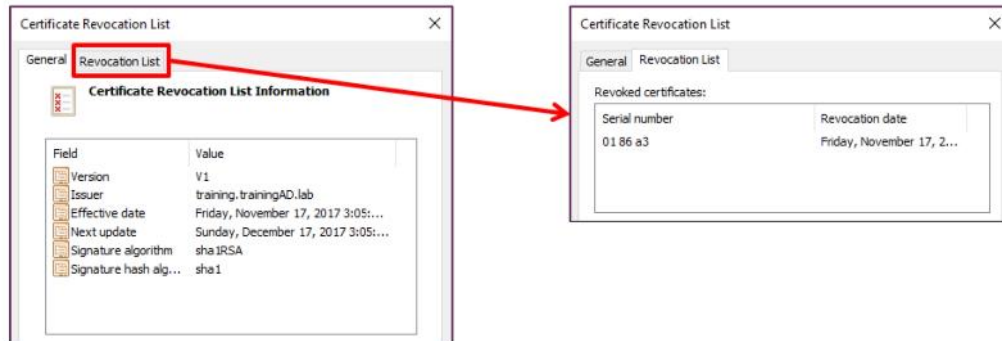 Certificate Revocation List
General Revocation List
Certificate Revocation List Information
Field Value
Version V1
Issuer training.trainingAD.lab
Effective date Friday, November 17, 2017 3:05:...
Next update Sunday, December 17, 2017 3:05:...
Signature algorithm sha1RSA
Signature hash alg... sha1
Certificate Revocation List
General Revocation List
Revoked certificates:
Serial number Revocation date
01 86 a3 Friday, November 17, 2...